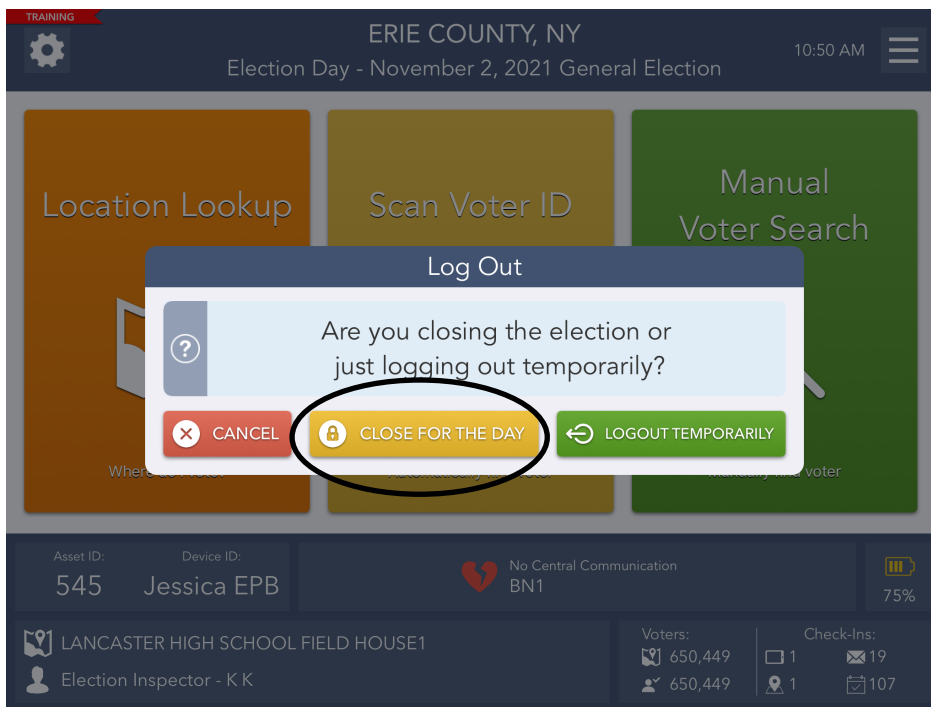 TRAINING
ERIE COUNTY, NY
Election Day - November 2, 2021 General Election
10:50 AM
Location Lookup
Scan Voter ID
Manual
Voter Search
Log Out
Are you closing the election or
just logging out temporarily?
CANCEL
CLOSE FOR THE DAY
LOGOUT TEMPORARILY
voter
Asset ID:
545
Device ID:
Jessica EPB
No Central Communication
BN1
75%
LANCASTER HIGH SCHOOL FIELD HOUSE1
Election Inspector - K K
Voters:
650,449
650,449
Check-Ins:
1
19
1
107